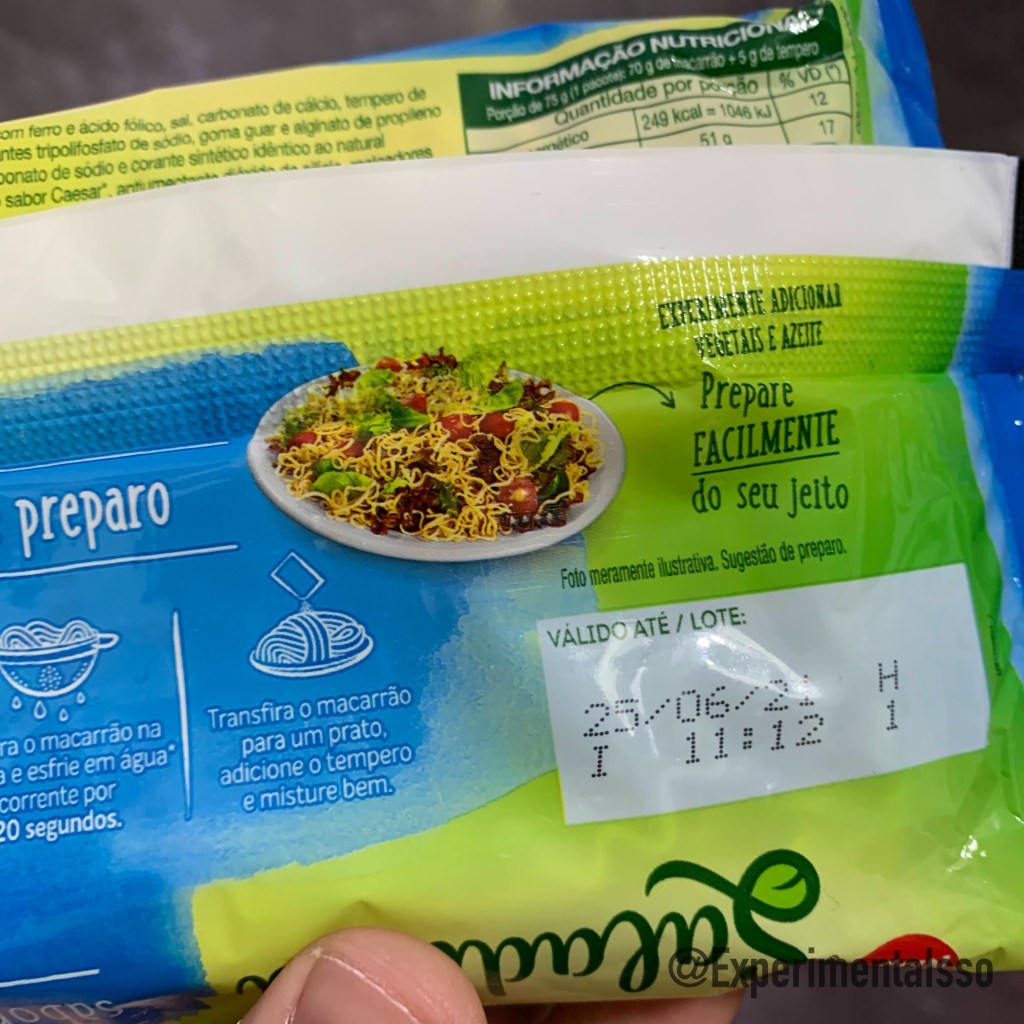 INFORMAÇÃO NUTRICIONAL
Porção de 75 g (1 pacote): 70 g de macarrão + 5 g de tempero
Quantidade por porção
% VD (*)
249 kcal = 1046 kJ
12
51 g
17
com ferro e ácido fólico, sal, carbonato de cálcio, tempero de
ntes tripolifosfato de sódio, goma guar e alginato de propileno
bonato de sódio e corante sintético idêntico ao natural
sabor Caesar", antiumectante
EXPERIMENTE ADICIONAR
VEGETAIS E AZEITE
Prepare
FACILMENTE
do seu jeito
Foto meramente ilustrativa. Sugestão de preparo.
preparo
ra o macarrão na
a e esfrie em água*
corrente por
20 segundos.
Transfira o macarrão
para um prato,
adicione o tempero
e misture bem.
VÁLIDO ATÉ / LOTE:
25/06/21 H
I 11:12 1
@Experimentalsso